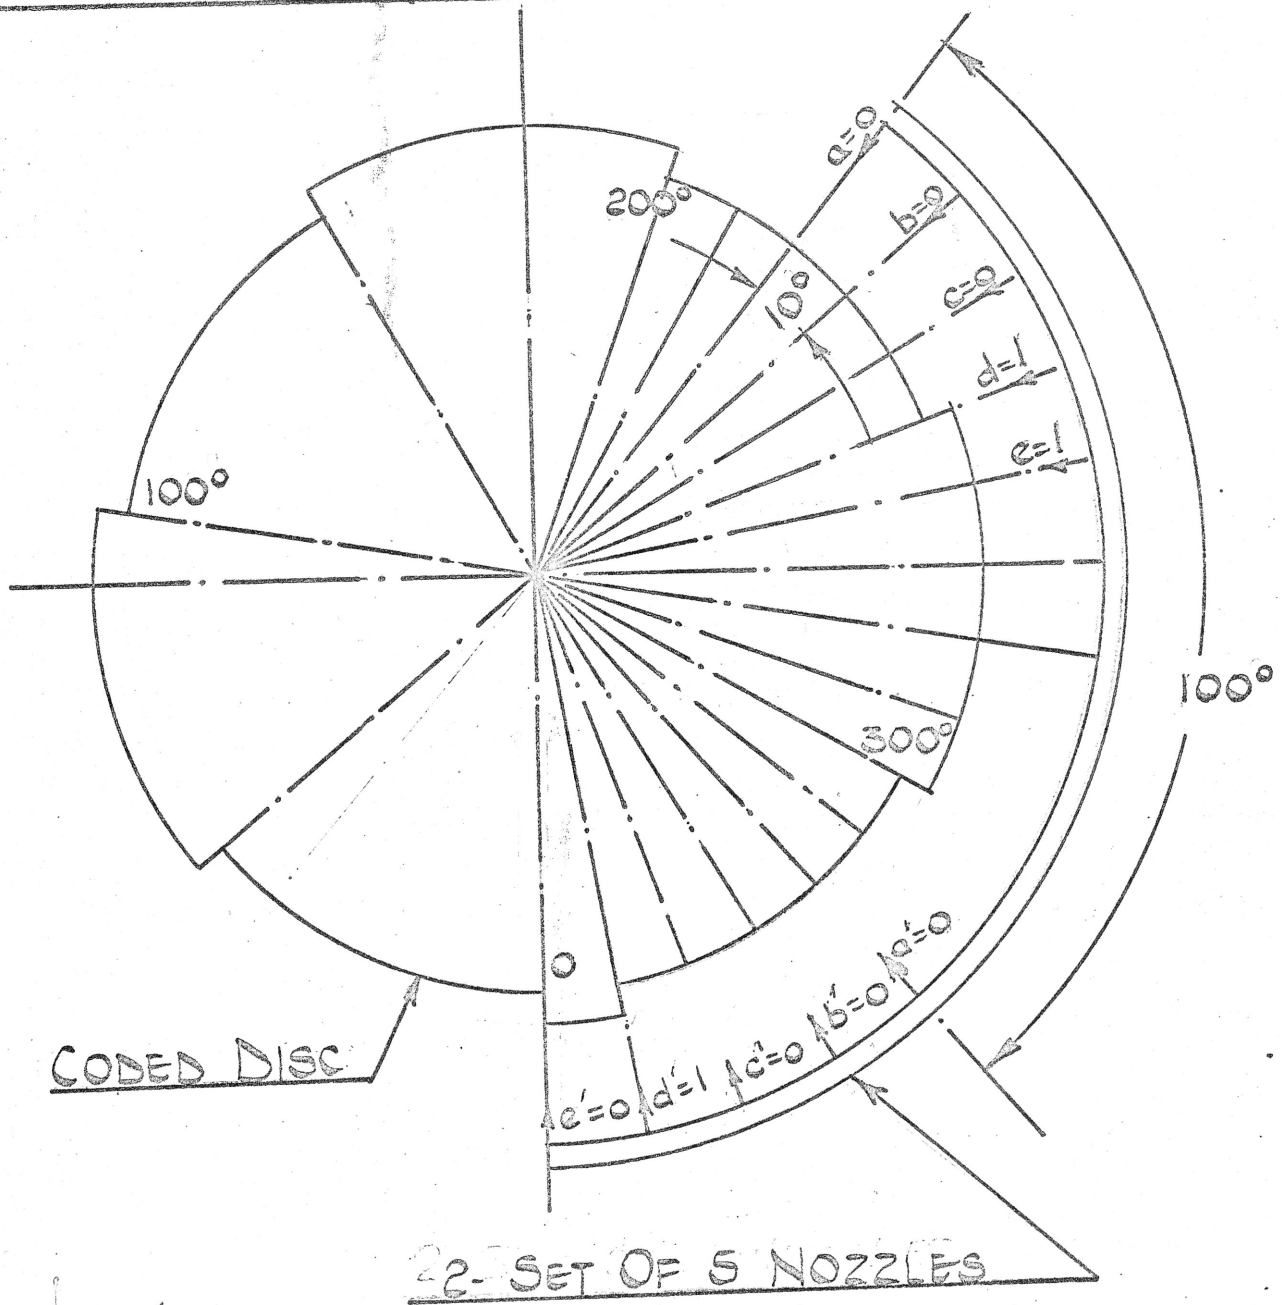 a=0
200°
b=0
10°
c=0
d=1
e=1
100°
100°
300°
a'=0
b'=0
c'=0
d'=1
e'=0
0
CODED DISC
2- SET OF 5 NOZZLES